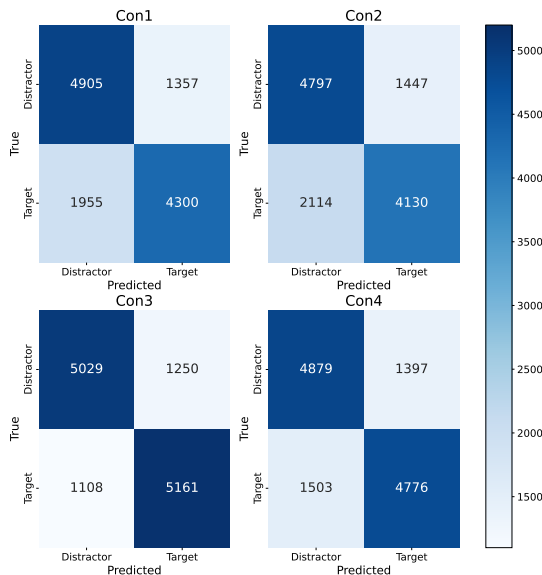 Con1
Con2
True
Distractor
4905
1357
Target
1955
4300
Distractor
Target
Predicted
True
Distractor
4797
1447
Target
2114
4130
Distractor
Target
Predicted
Con3
Con4
True
Distractor
5029
1250
Target
1108
5161
Distractor
Target
Predicted
True
Distractor
4879
1397
Target
1503
4776
Distractor
Target
Predicted
5000
4500
4000
3500
3000
2500
2000
1500